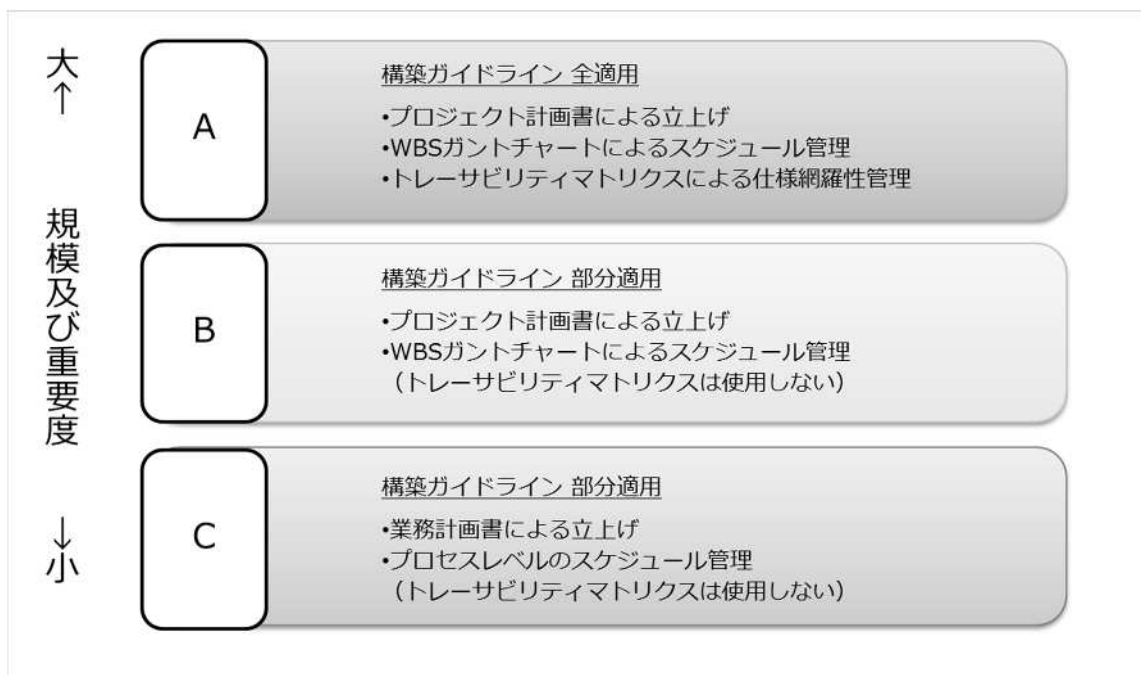 大←
規模及び重要度
→小
A
構築ガイドライン 全適用
•プロジェクト計画書による立上げ
•WBSガントチャートによるスケジュール管理
•トレーサビリティマトリクスによる仕様網羅性管理
B
構築ガイドライン 部分適用
•プロジェクト計画書による立上げ
•WBSガントチャートによるスケジュール管理
（トレーサビリティマトリクスは使用しない）
C
構築ガイドライン 部分適用
•業務計画書による立上げ
•プロセスレベルのスケジュール管理
（トレーサビリティマトリクスは使用しない）